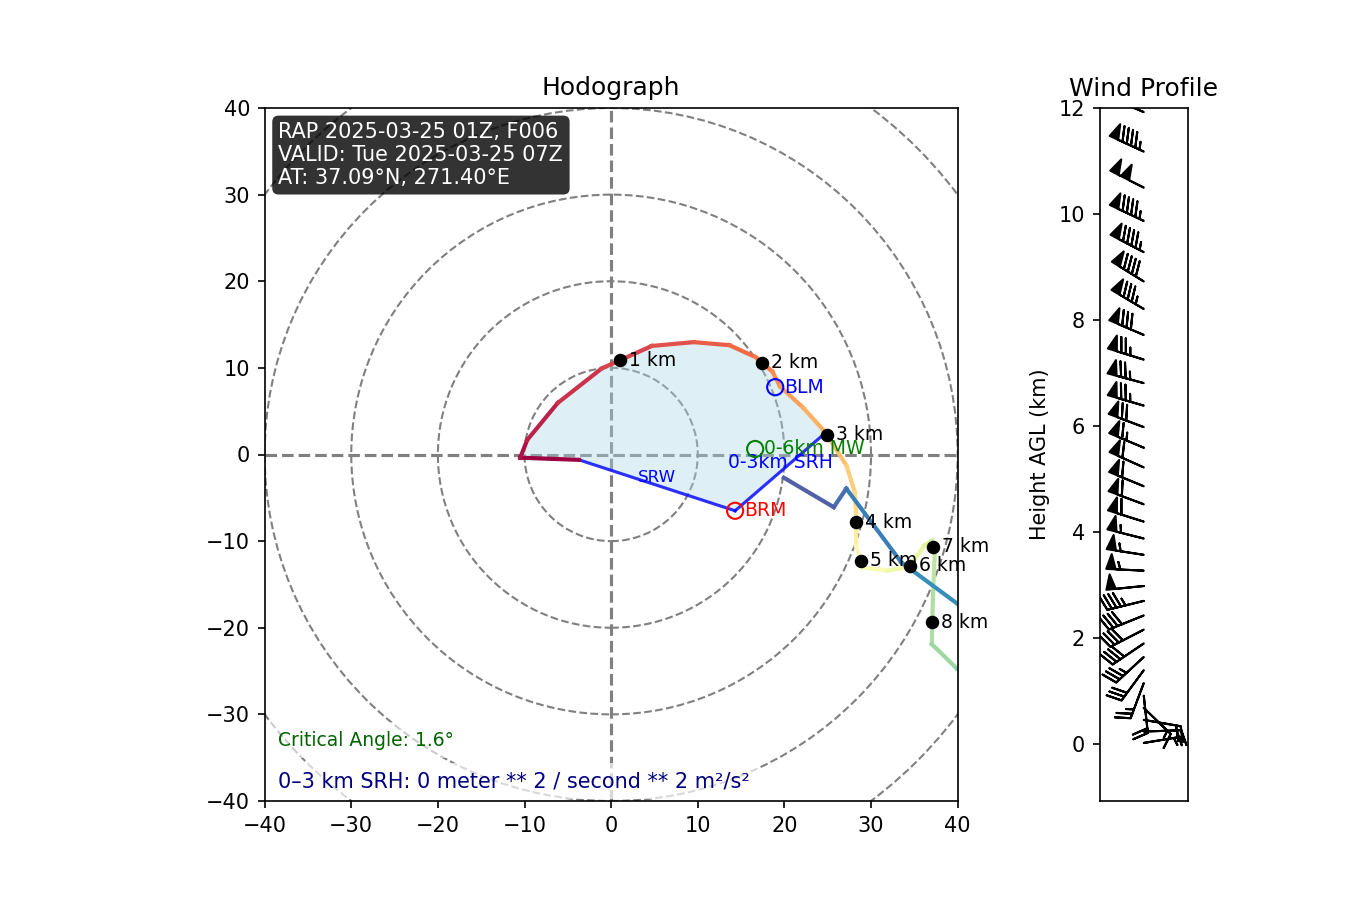 Hodograph
Wind Profile
RAP 2025-03-25 01Z, F006
VALID: Tue 2025-03-25 07Z
AT: 37.09°N, 271.40°E
40
30
20
10
0
−10
−20
−30
−40
−40
−30
−20
−10
0
10
20
30
40
1 km
2 km
BLM
3 km
0-6km MW
0-3km SRH
SRW
BRM
4 km
5 km
6 km
7 km
8 km
Critical Angle: 1.6°
0–3 km SRH: 0 meter ** 2 / second ** 2 m²/s²
Height AGL (km)
12
10
8
6
4
2
0